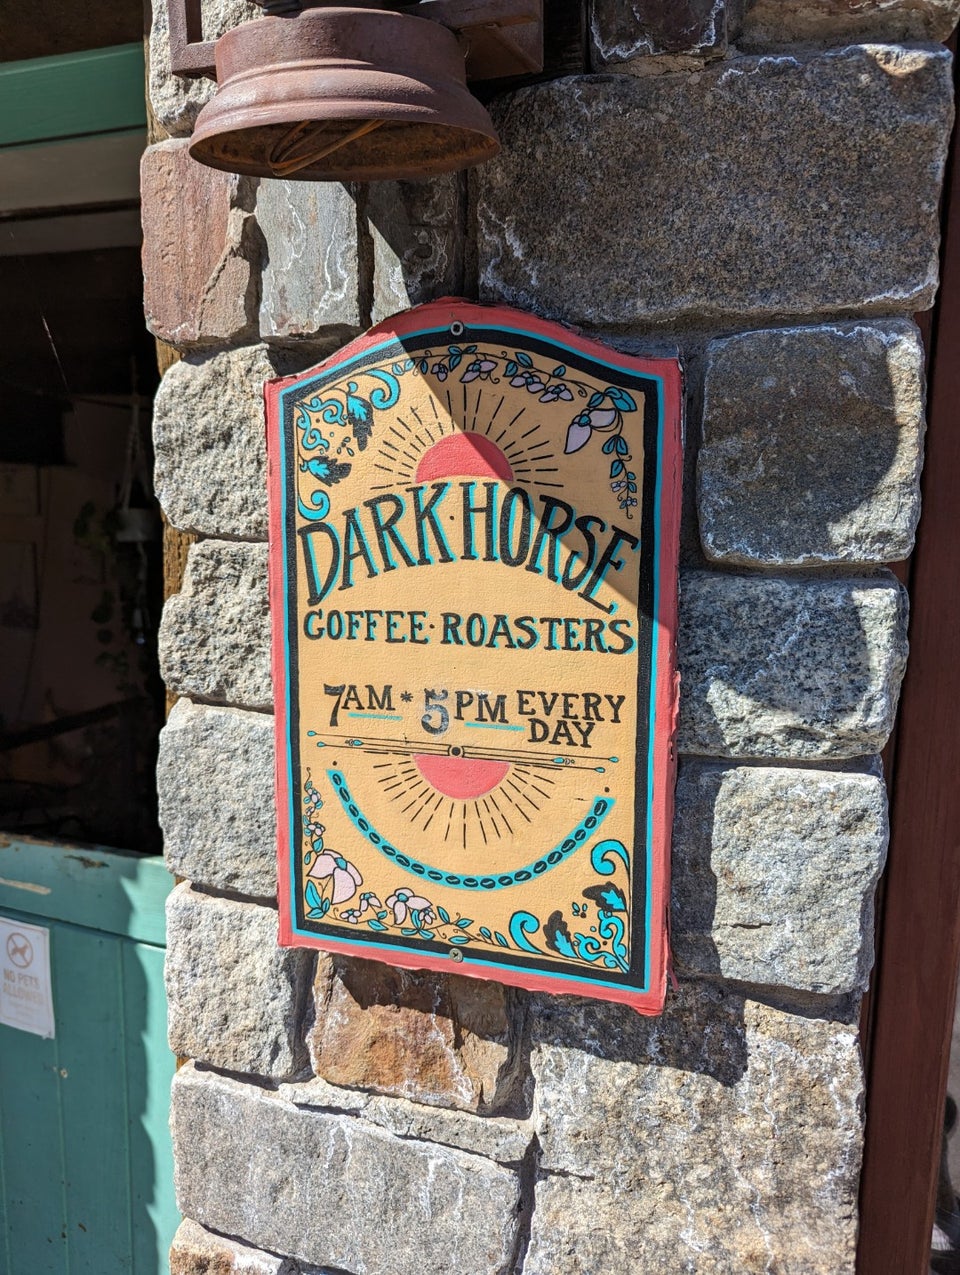 DARK·HORSE
COFFEE·ROASTERS
7AM * 5PM EVERY
DAY
NO PETS
ALLOWED